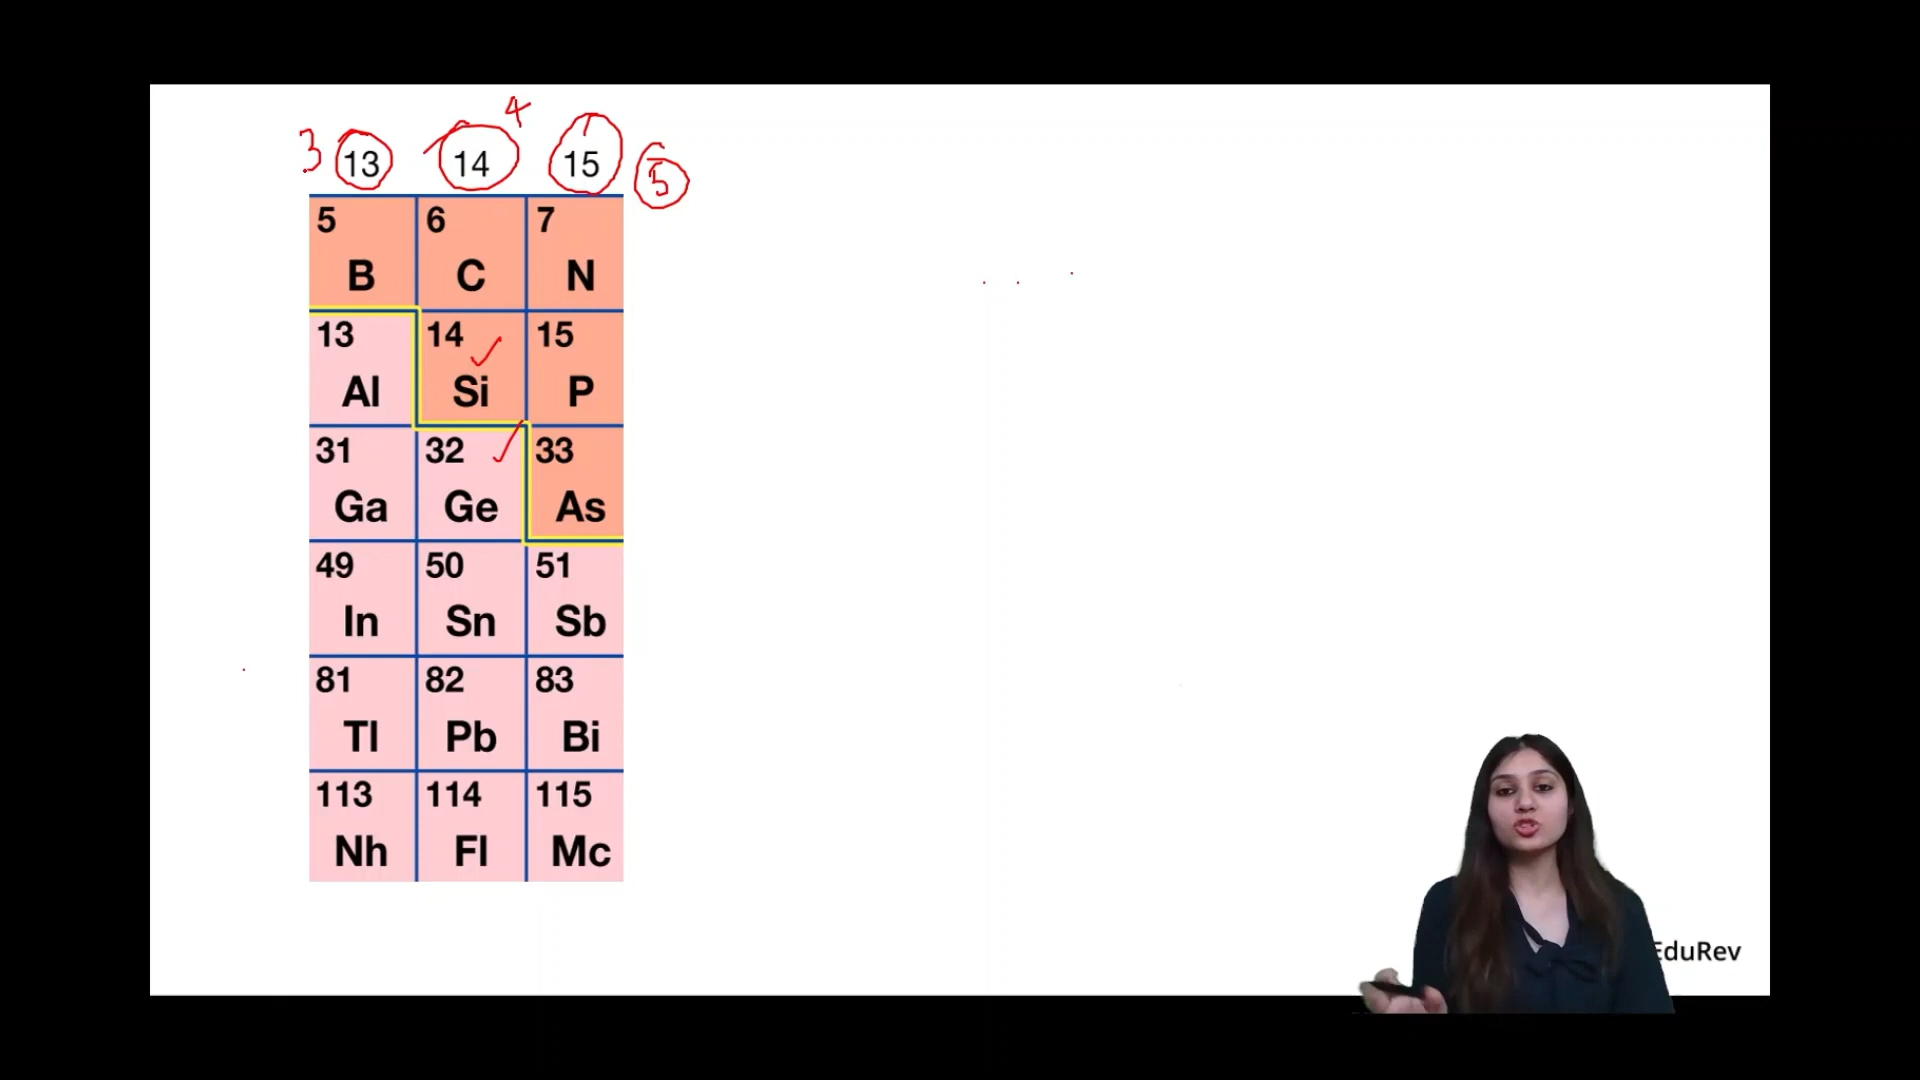 4
3 13 14 15 5
5 6 7
B C N
13 14 15
Al Si P
31 32 33
Ga Ge As
49 50 51
In Sn Sb
81 82 83
Tl Pb Bi
113 114 115
Nh Fl Mc
EduRev